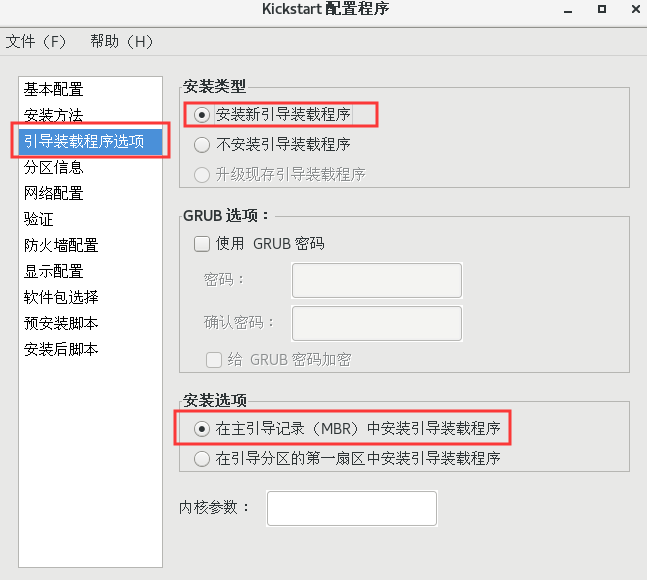 Kickstart 配置程序
文件（F） 帮助（H）
基本配置
安装方法
引导装载程序选项
分区信息
网络配置
验证
防火墙配置
显示配置
软件包选择
预安装脚本
安装后脚本
安装类型
安装新引导装载程序
不安装引导装载程序
升级现存引导装载程序
GRUB 选项：
使用 GRUB 密码
密码：
确认密码：
给 GRUB 密码加密
安装选项
在主引导记录（MBR）中安装引导装载程序
在引导分区的第一扇区中安装引导装载程序
内核参数：